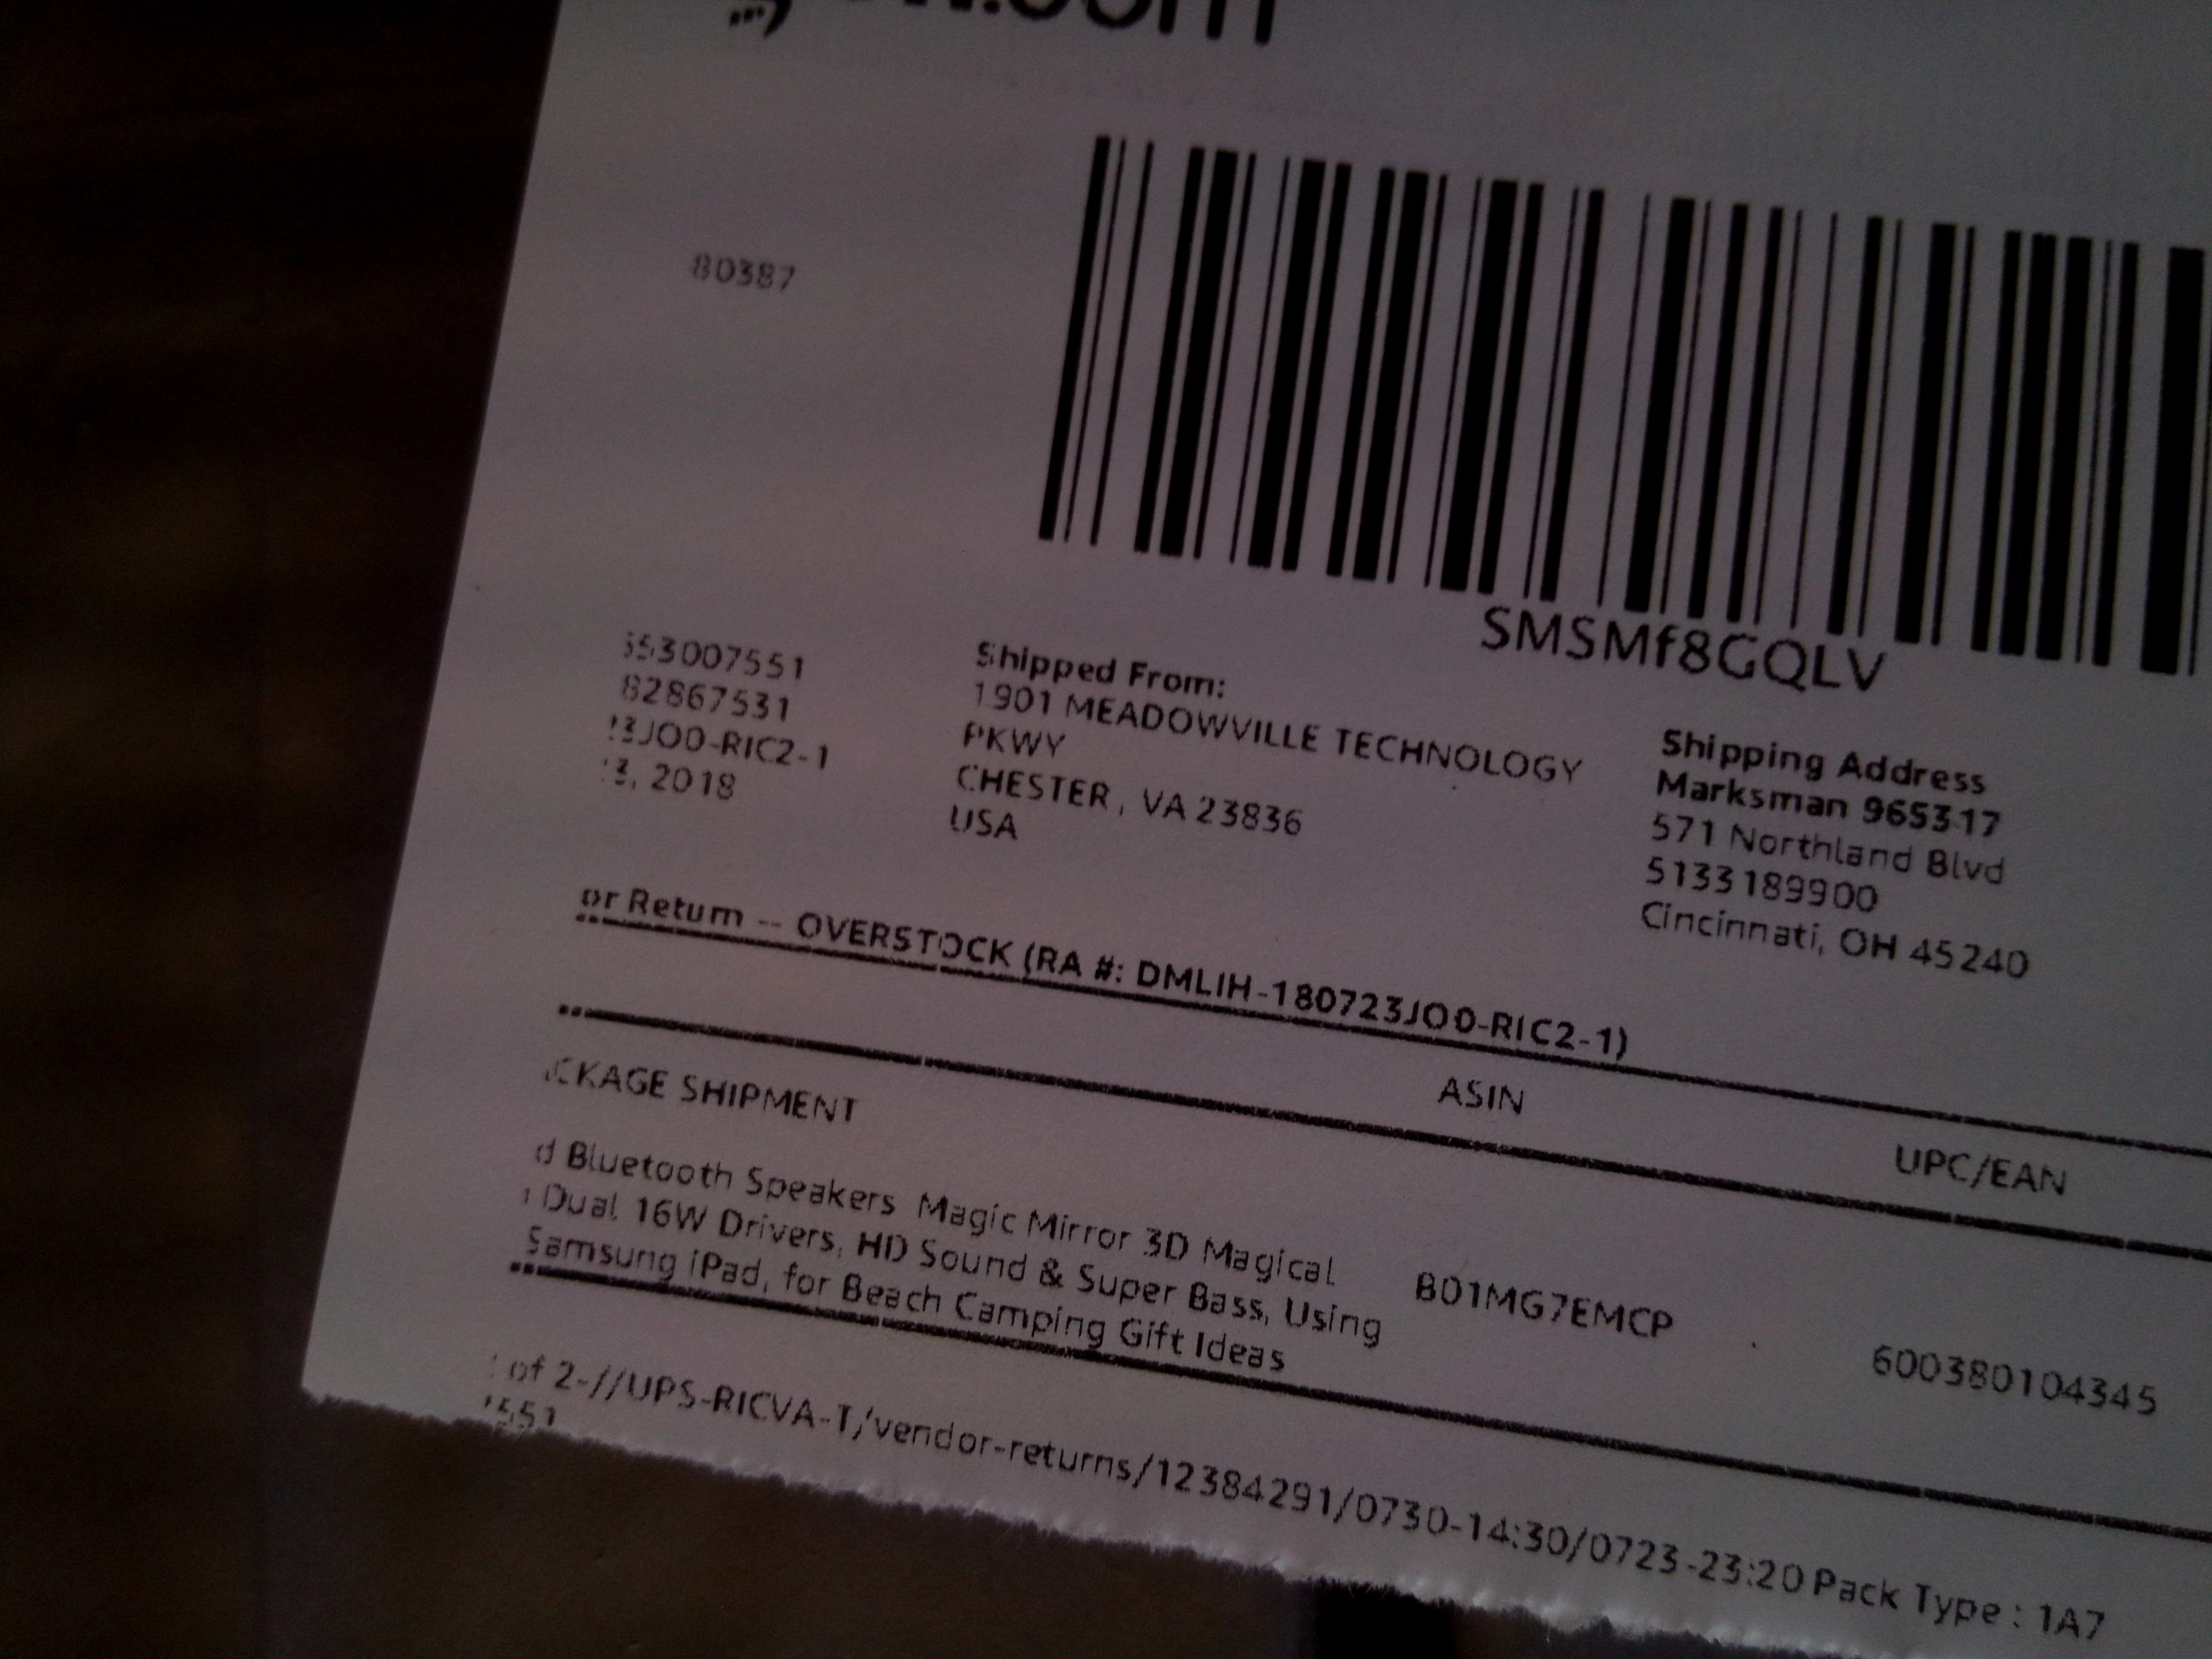 80387
SMSMf8GQLV
53007551
82867531
3JO0-RIC2-1
3, 2018
Shipped From:
1901 MEADOWVILLE TECHNOLOGY
PKWY
CHESTER, VA 23836
USA
Shipping Address
Marksman 965317
571 Northland Blvd
5133189900
Cincinnati, OH 45240
or Return -- OVERSTOCK (RA #: DMLIH-180723JO0-RIC2-1)
CKAGE SHIPMENT
ASIN
UPC/EAN
d Bluetooth Speakers Magic Mirror 3D Magical
Dual 16W Drivers, HD Sound & Super Bass, Using
Samsung iPad, for Beach Camping Gift Ideas
B01MG7EMCP
600380104345
of 2-//UPS-RICVA-T/vendor-returns/12384291/0730-14:30/0723-23:20 Pack Type : 1A7
551